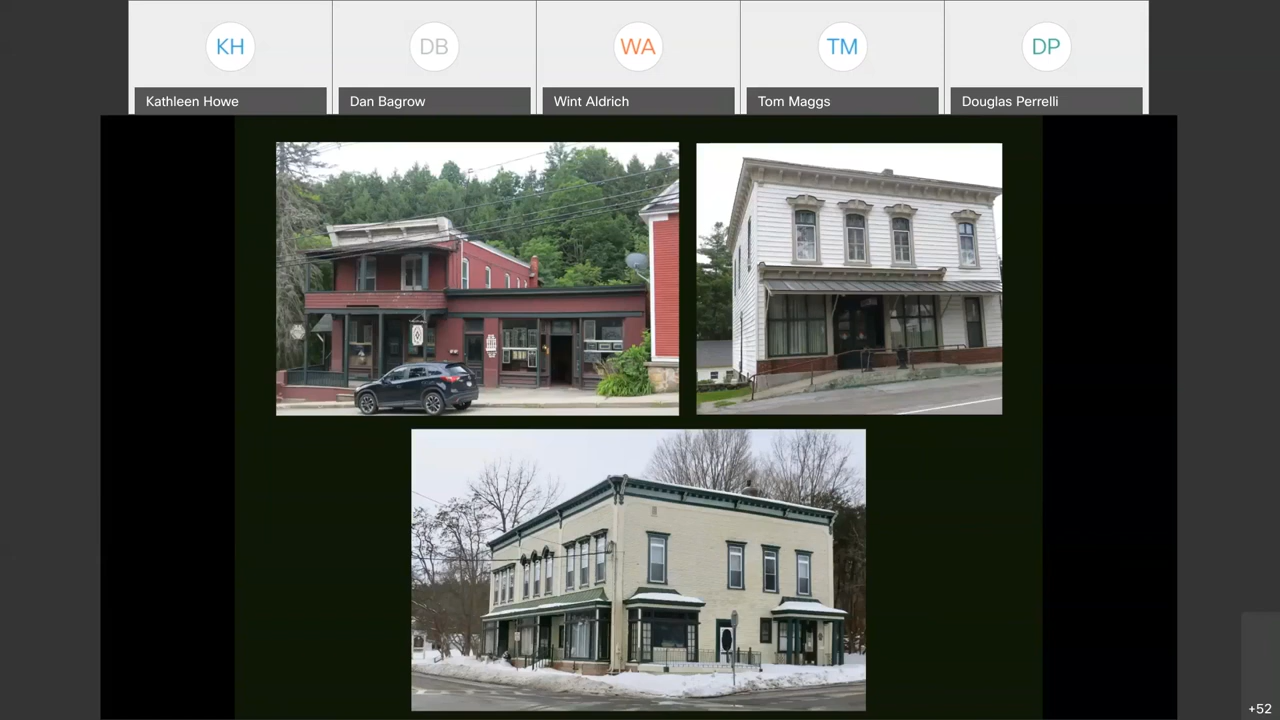 KH
DB
WA
TM
DP
Kathleen Howe
Dan Bagrow
Wint Aldrich
Tom Maggs
Douglas Perrelli
+52